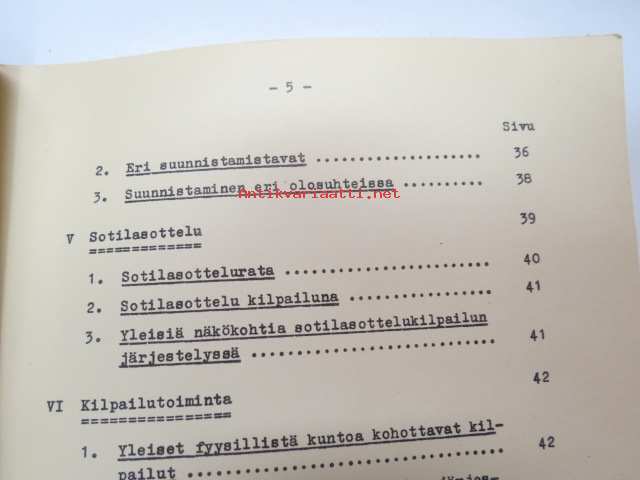 - 5 -
Sivu
2. Eri suunnistamistavat ..................... 36
3. Suunnistaminen eri olosuhteissa .......... 38
Antikvariaatti.net
V Sotilasottelu 39
=============
1. Sotilasottelurata ......................... 40
2. Sotilasottelu kilpailuna .................. 41
3. Yleisiä näkökohtia sotilasottelukilpailun
järjestelyssä .............................. 41
VI Kilpailutoiminta 42
================
1. Yleiset fyysillistä kuntoa kohottavat kil-
pailut ..................................... 42